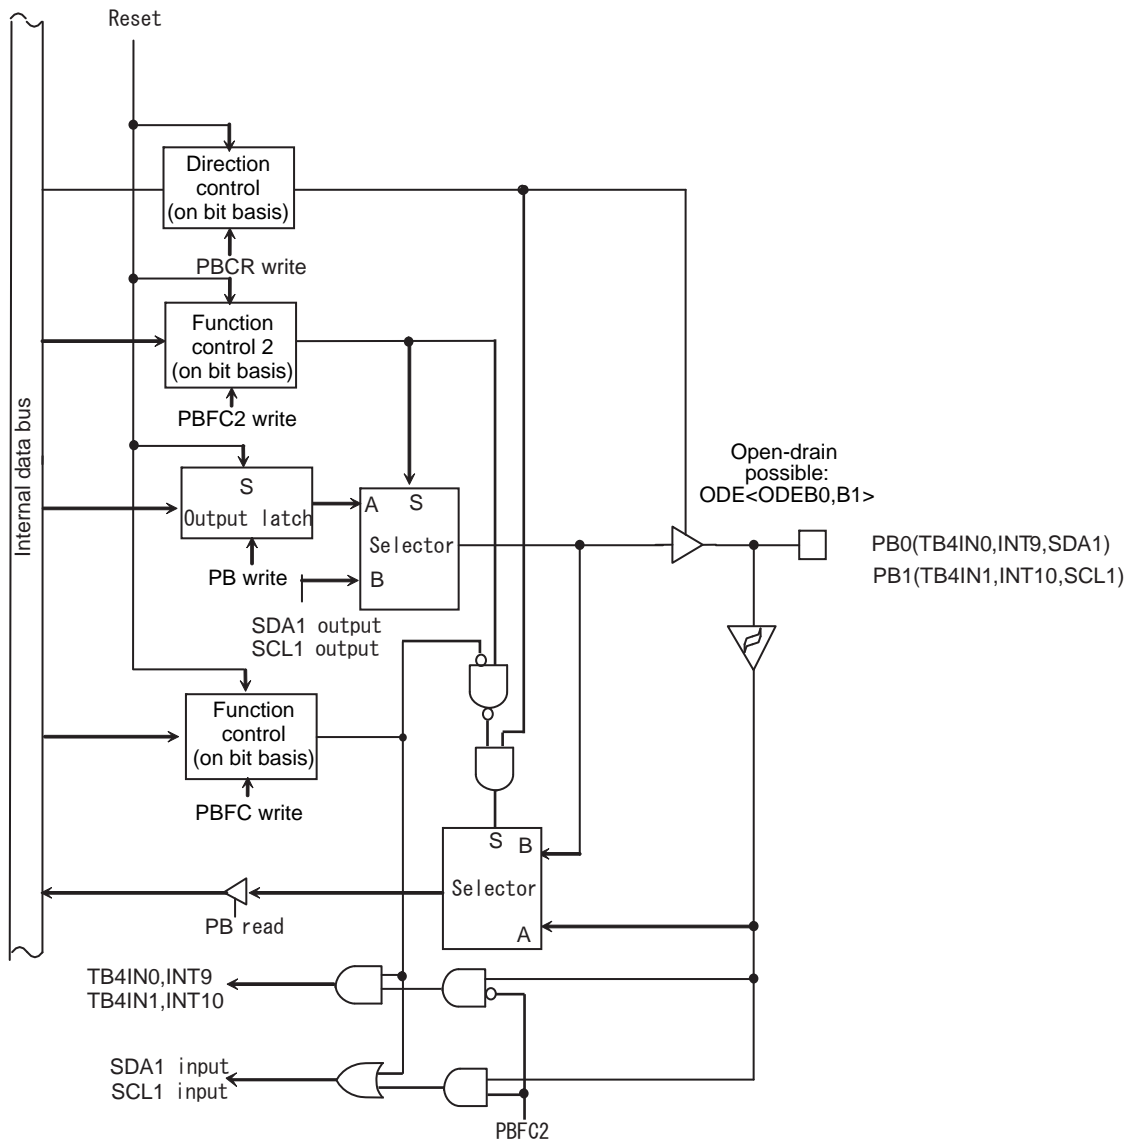 Reset
Direction
control
(on bit basis)
PBCR write
Function
control 2
(on bit basis)
PBFC2 write
Internal data bus
S
Output latch
PB write
A
S
Selector
B
SDA1 output
SCL1 output
Open-drain
possible:
ODE<ODEB0,B1>
PB0(TB4IN0,INT9,SDA1)
PB1(TB4IN1,INT10,SCL1)
Function
control
(on bit basis)
PBFC write
S
B
Selector
A
PB read
TB4IN0,INT9
TB4IN1,INT10
SDA1 input
SCL1 input
PBFC2